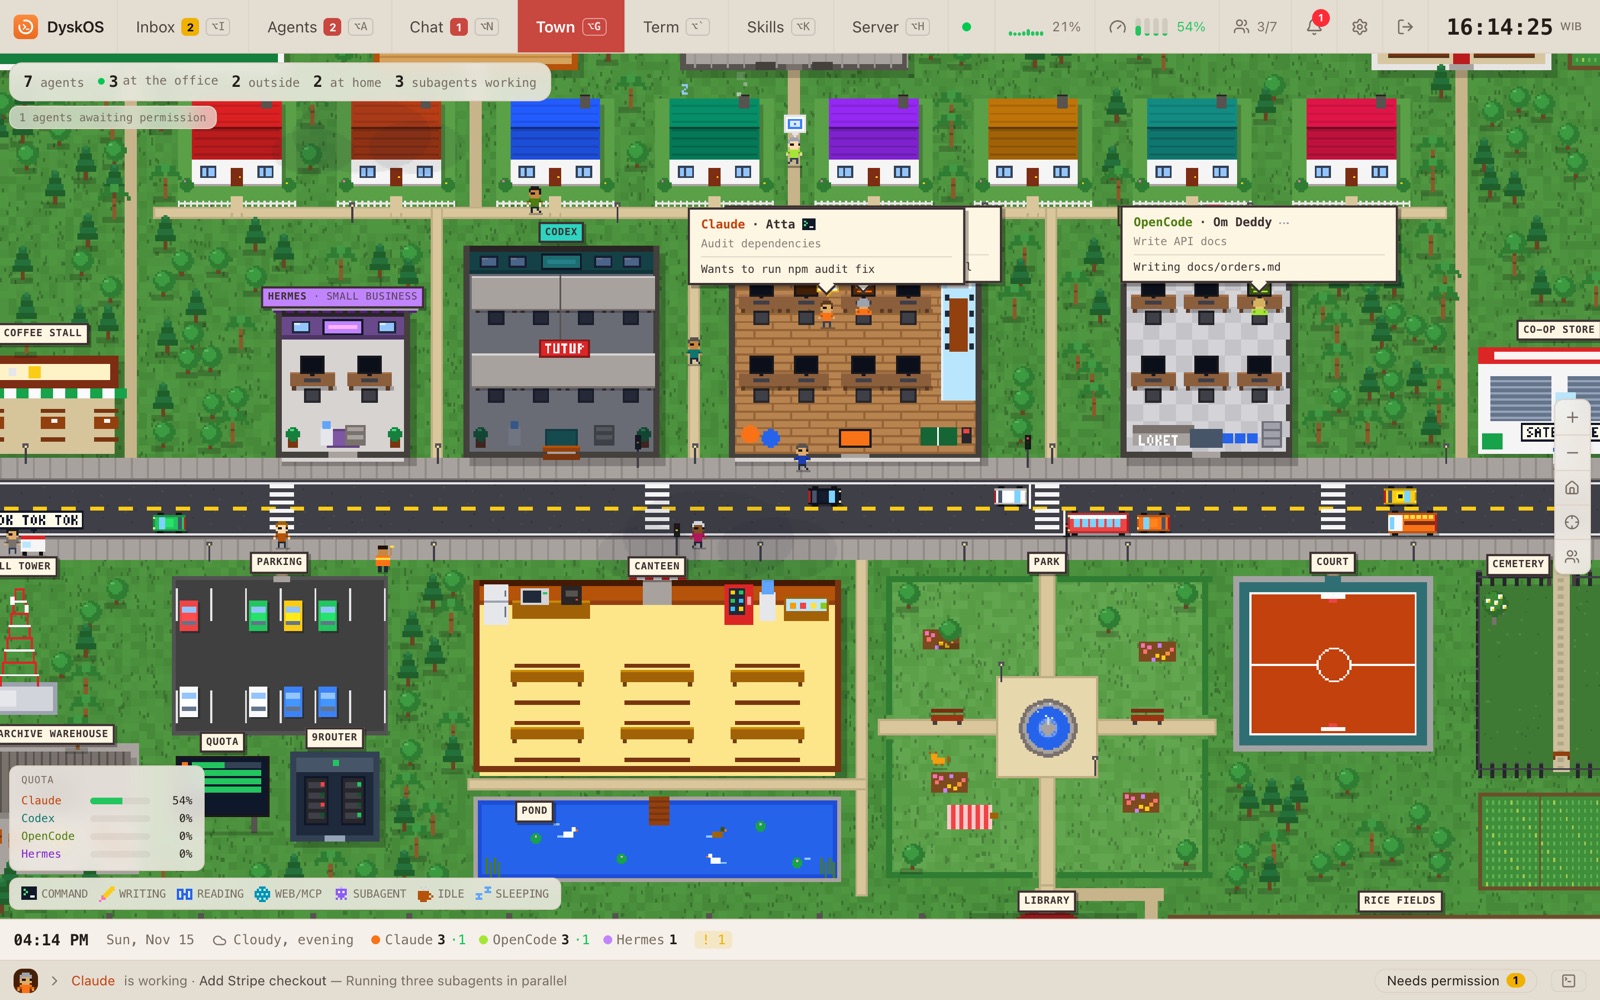 DyskOS
Inbox 2 ⌥I
Agents 2 ⌥A
Chat 1 ⌥N
Town ⌥G
Term ⌥`
Skills ⌥K
Server ⌥H
21%
54%
3/7
1
16:14:25 WIB
7 agents 3 at the office 2 outside 2 at home 3 subagents working
1 agents awaiting permission
Z
CODEX
Claude · Atta
Audit dependencies
Wants to run npm audit fix
l
OpenCode · Om Deddy ···
Write API docs
Writing docs/orders.md
HERMES · SMALL BUSINESS
COFFEE STALL
CO-OP STORE
TUTUP
LOKET
SATE
E
OK TOK TOK
LL TOWER
PARKING
CANTEEN
PARK
COURT
CEMETERY
ARCHIVE WAREHOUSE
QUOTA
9ROUTER
POND
LIBRARY
RICE FIELDS
QUOTA
Claude 54%
Codex 0%
OpenCode 0%
Hermes 0%
COMMAND WRITING READING WEB/MCP SUBAGENT IDLE SLEEPING
04:14 PM Sun, Nov 15 Cloudy, evening Claude 3 ·1 OpenCode 3 ·1 Hermes 1 ! 1
Claude is working · Add Stripe checkout — Running three subagents in parallel
Needs permission 1